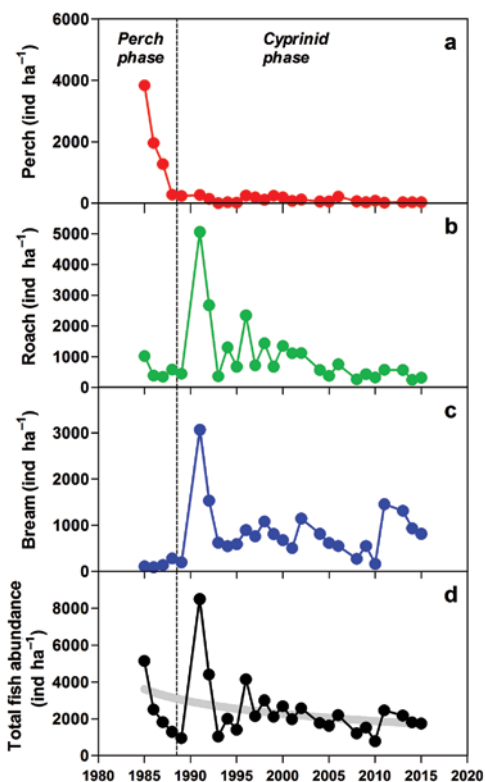 6000
4000
2000
0
Perch (ind ha⁻¹)
Perch phase
Cyprinid phase
a
5000
4000
3000
2000
1000
0
Roach (ind ha⁻¹)
b
3000
2000
1000
0
Bream (ind ha⁻¹)
c
8000
6000
4000
2000
0
Total fish abundance
(ind ha⁻¹)
d
1980 1985 1990 1995 2000 2005 2010 2015 2020